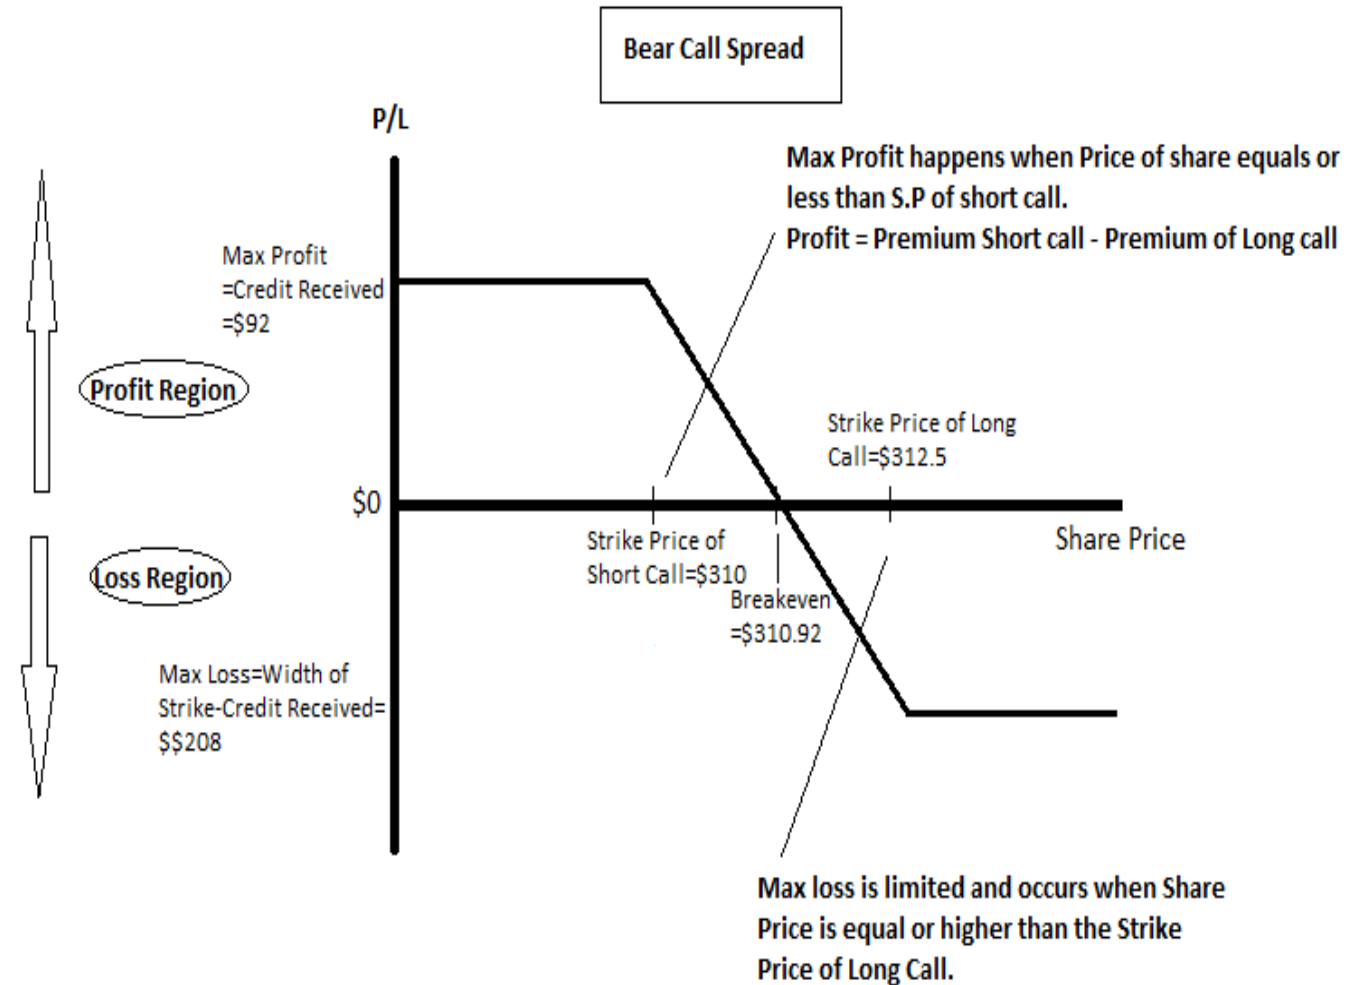 Bear Call Spread
P/L
Max Profit happens when Price of share equals or
less than S.P of short call.
Profit = Premium Short call - Premium of Long call
Max Profit
=Credit Received
=$92
Profit Region
Strike Price of Long
Call=$312.5
$0
Share Price
Strike Price of
Short Call=$310
Loss Region
Breakeven
=$310.92
Max Loss=Width of
Strike-Credit Received=
$$208
Max loss is limited and occurs when Share
Price is equal or higher than the Strike
Price of Long Call.